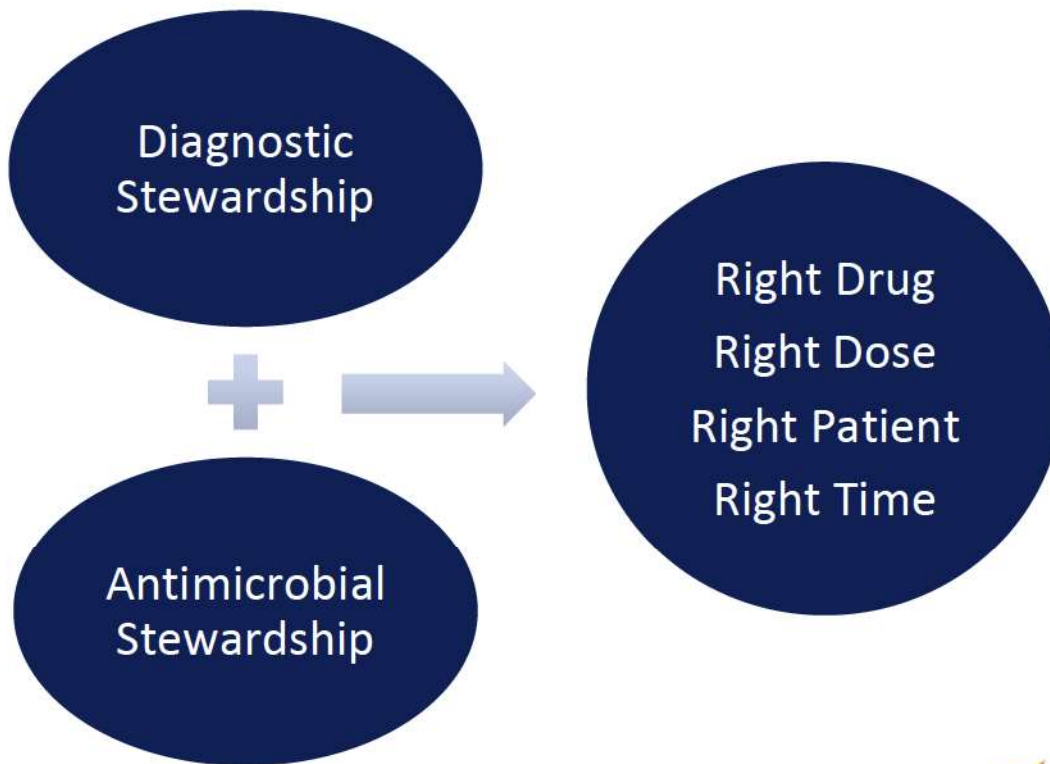 Diagnostic
Stewardship
Antimicrobial
Stewardship
Right Drug
Right Dose
Right Patient
Right Time